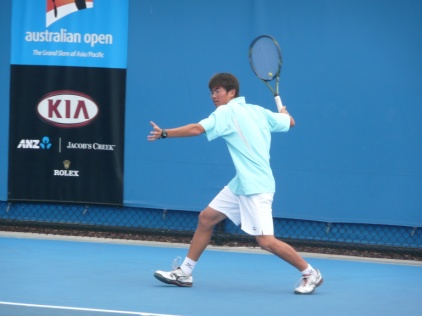 australian open
The Grand Slam of Asia/Pacific
KIA
ANZ
JACOB'S CREEK
ROLEX